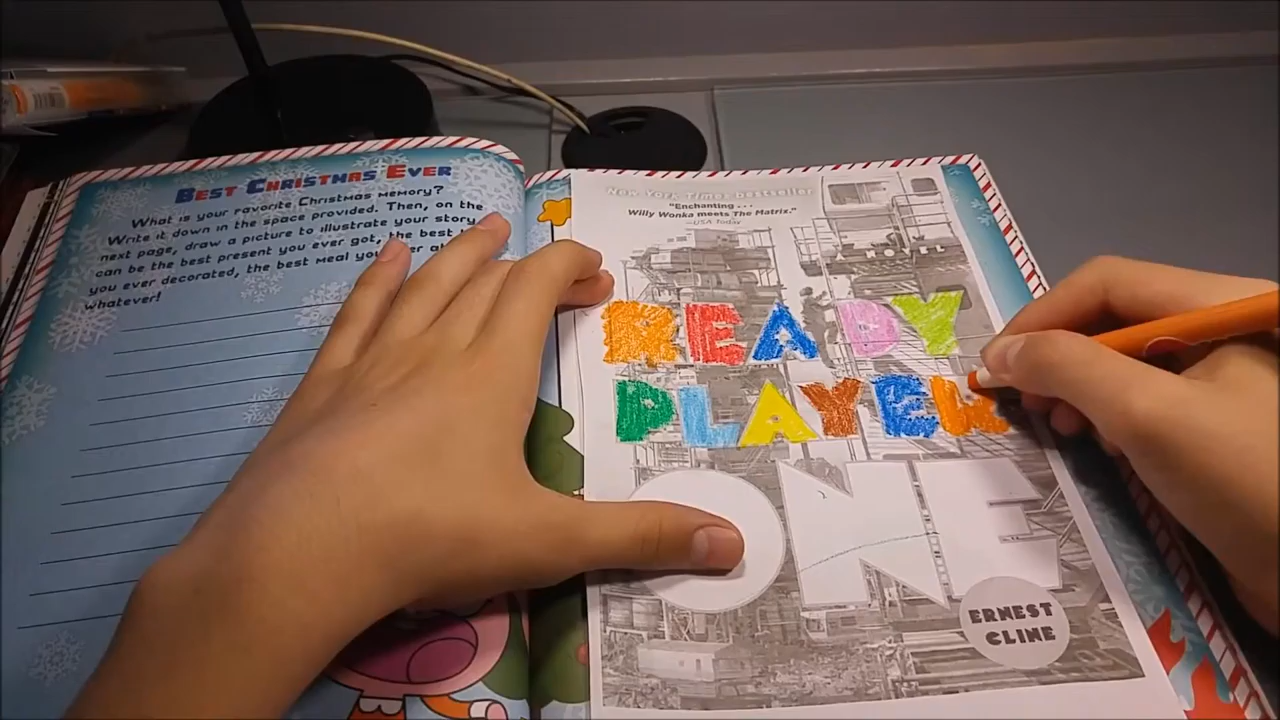 Best Christmas Ever
What is your favorite Christmas memory?
Write it down in the space provided. Then, on the
next page, draw a picture to illustrate your story
can be the best present you ever got, the best
you ever decorated, the best meal you ever
whatever!
New York Times bestseller
"Enchanting . . .
Willy Wonka meets The Matrix."
—USA Today
A NOVEL
READY
PLAYER
ONE
ERNEST
CLINE